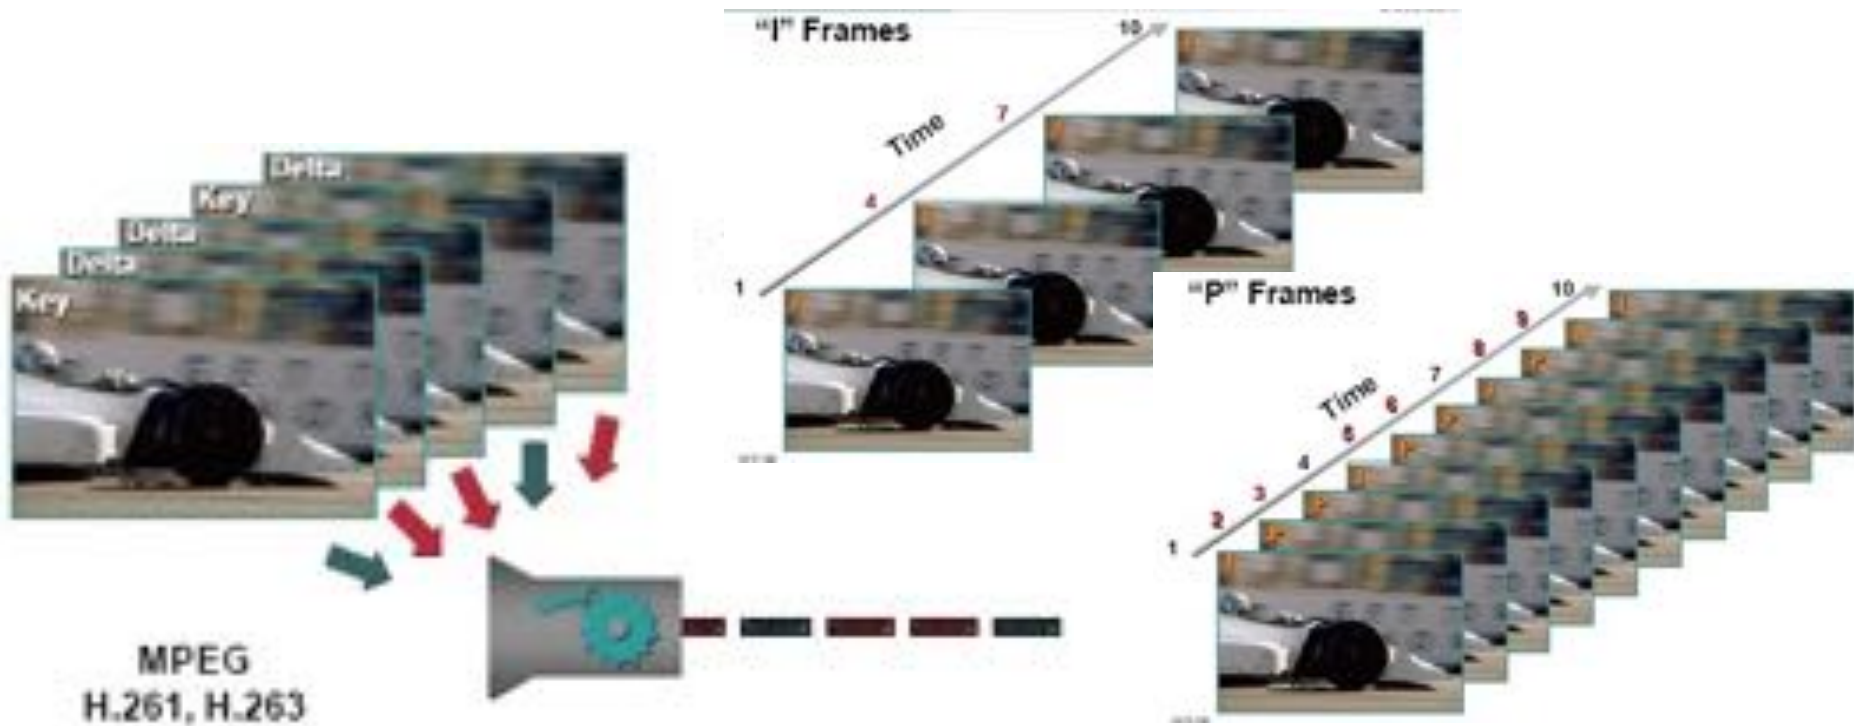 Delta
Key
Delta
Delta
Key
MPEG
H.261, H.263
“I” Frames
10
7
Time
4
1
“P” Frames
10
9
8
7
Time
6
4
3
2
1